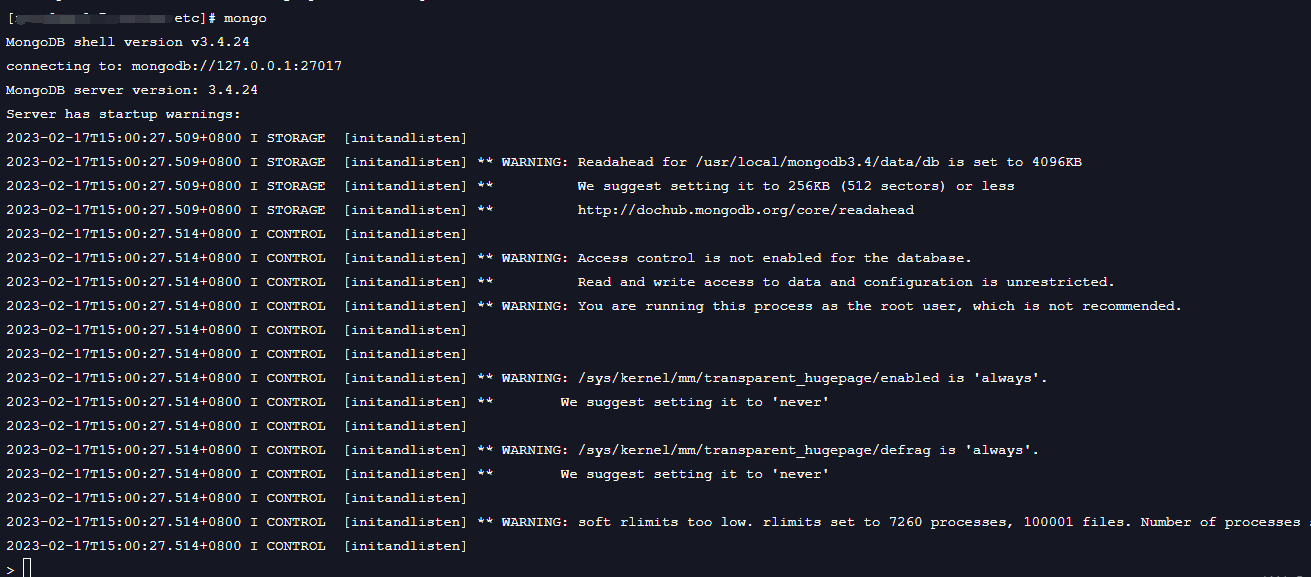 etc]# mongo
MongoDB shell version v3.4.24
connecting to: mongodb://127.0.0.1:27017
MongoDB server version: 3.4.24
Server has startup warnings:
2023-02-17T15:00:27.509+0800 I STORAGE  [initandlisten]
2023-02-17T15:00:27.509+0800 I STORAGE  [initandlisten] ** WARNING: Readahead for /usr/local/mongodb3.4/data/db is set to 4096KB
2023-02-17T15:00:27.509+0800 I STORAGE  [initandlisten] **          We suggest setting it to 256KB (512 sectors) or less
2023-02-17T15:00:27.509+0800 I STORAGE  [initandlisten] **          http://dochub.mongodb.org/core/readahead
2023-02-17T15:00:27.514+0800 I CONTROL  [initandlisten]
2023-02-17T15:00:27.514+0800 I CONTROL  [initandlisten] ** WARNING: Access control is not enabled for the database.
2023-02-17T15:00:27.514+0800 I CONTROL  [initandlisten] **          Read and write access to data and configuration is unrestricted.
2023-02-17T15:00:27.514+0800 I CONTROL  [initandlisten] ** WARNING: You are running this process as the root user, which is not recommended.
2023-02-17T15:00:27.514+0800 I CONTROL  [initandlisten]
2023-02-17T15:00:27.514+0800 I CONTROL  [initandlisten]
2023-02-17T15:00:27.514+0800 I CONTROL  [initandlisten] ** WARNING: /sys/kernel/mm/transparent_hugepage/enabled is 'always'.
2023-02-17T15:00:27.514+0800 I CONTROL  [initandlisten] **        We suggest setting it to 'never'
2023-02-17T15:00:27.514+0800 I CONTROL  [initandlisten]
2023-02-17T15:00:27.514+0800 I CONTROL  [initandlisten] ** WARNING: /sys/kernel/mm/transparent_hugepage/defrag is 'always'.
2023-02-17T15:00:27.514+0800 I CONTROL  [initandlisten] **        We suggest setting it to 'never'
2023-02-17T15:00:27.514+0800 I CONTROL  [initandlisten]
2023-02-17T15:00:27.514+0800 I CONTROL  [initandlisten] ** WARNING: soft rlimits too low. rlimits set to 7260 processes, 100001 files. Number of processes
2023-02-17T15:00:27.514+0800 I CONTROL  [initandlisten]
>